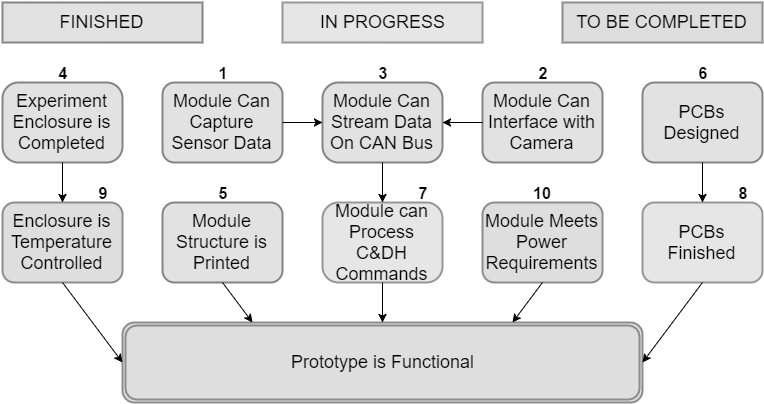 FINISHED
IN PROGRESS
TO BE COMPLETED
4
Experiment
Enclosure is
Completed
1
Module Can
Capture
Sensor Data
3
Module Can
Stream Data
On CAN Bus
2
Module Can
Interface with
Camera
6
PCBs
Designed
9
Enclosure is
Temperature
Controlled
5
Module
Structure is
Printed
7
Module can
Process
C&DH
Commands
10
Module Meets
Power
Requirements
8
PCBs
Finished
Prototype is Functional